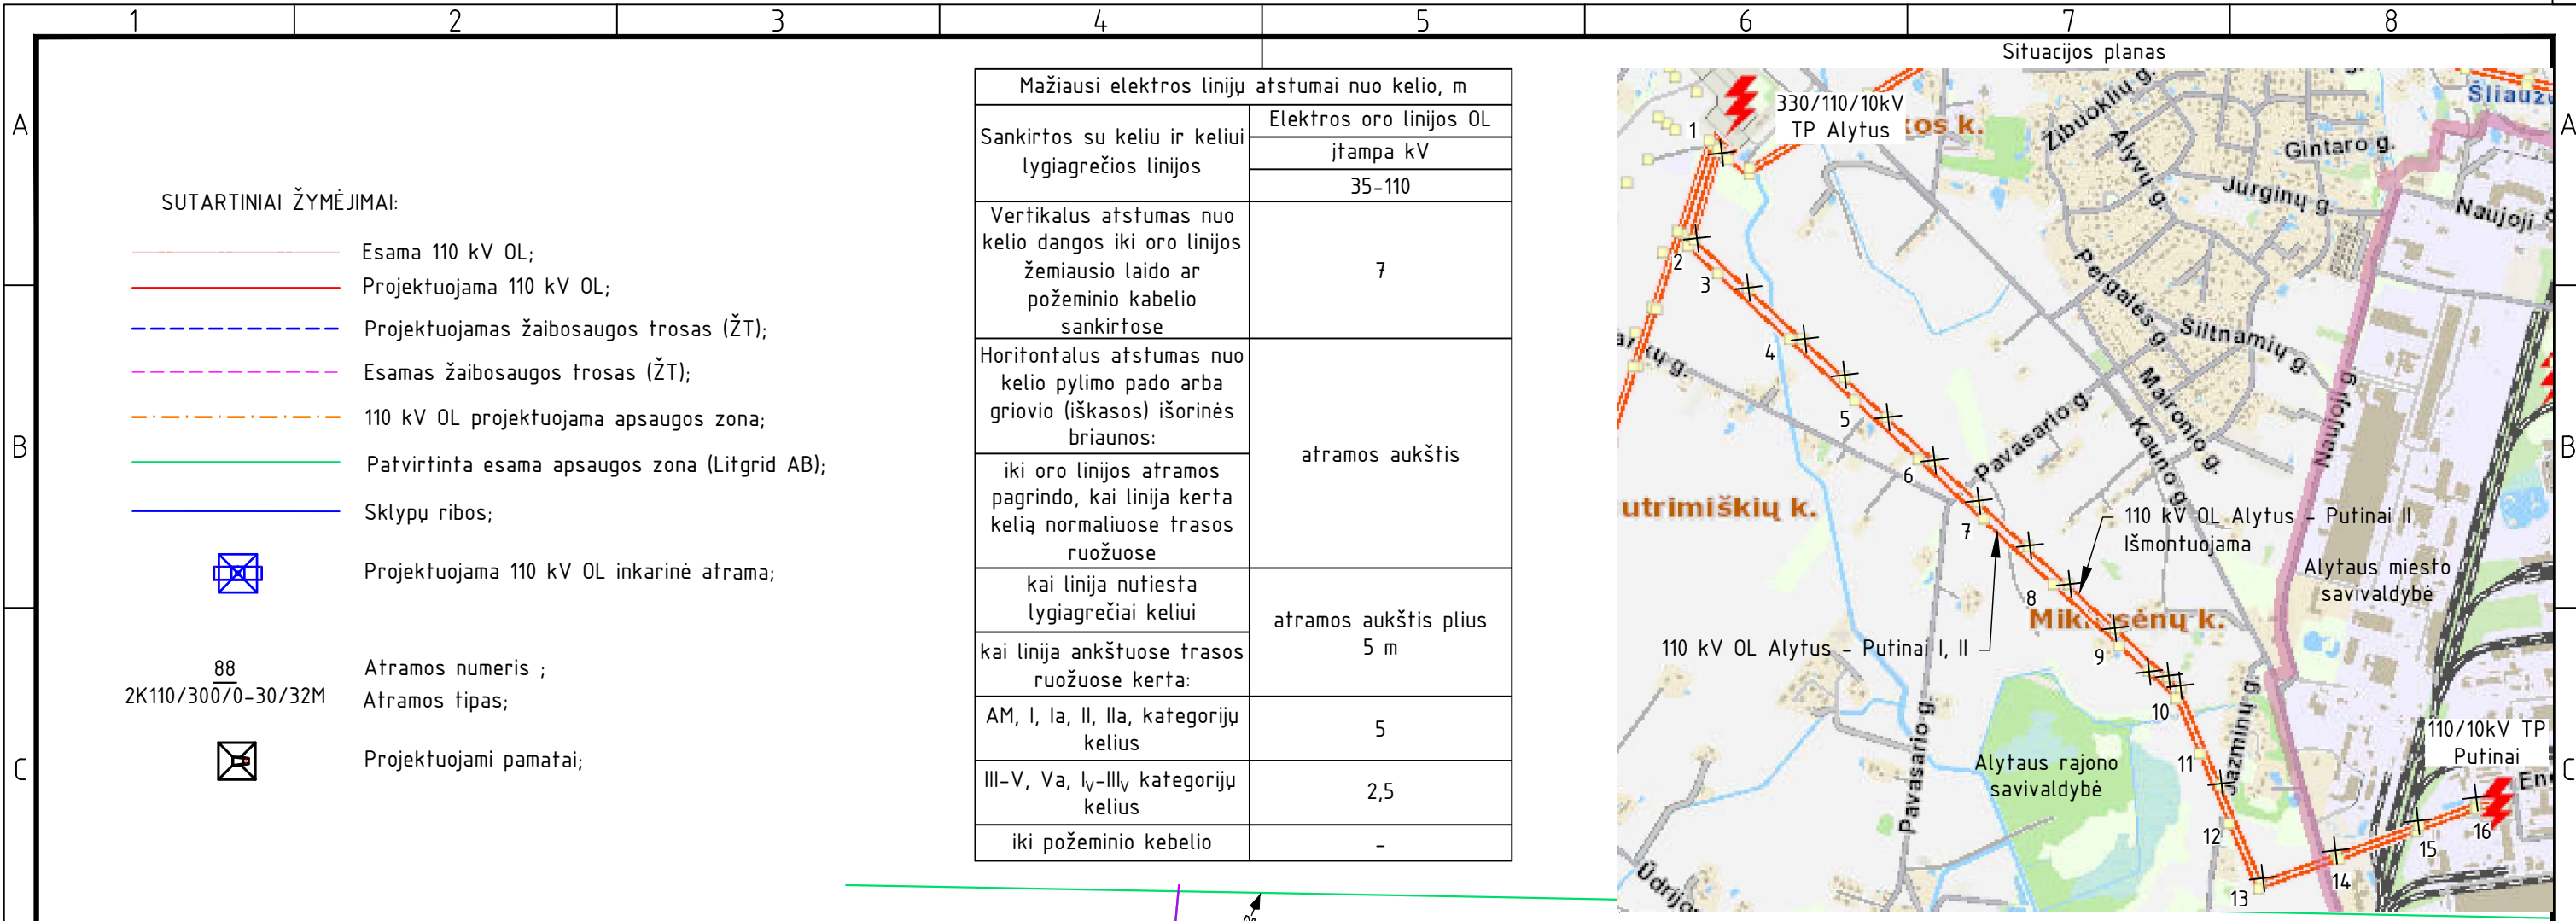 1 2 3 4 5 6 7 8
A
B
C
SUTARTINIAI ŽYMĖJIMAI:
Esama 110 kV OL;
Projektuojama 110 kV OL;
Projektuojamas žaibosaugos trosas (ŽT);
Esamas žaibosaugos trosas (ŽT);
110 kV OL projektuojama apsaugos zona;
Patvirtinta esama apsaugos zona (Litgrid AB);
Sklypų ribos;
Projektuojama 110 kV OL inkarinė atrama;
88
2K110/300/0-30/32M
Atramos numeris ;
Atramos tipas;
Projektuojami pamatai;
Mažiausi elektros linijų atstumai nuo kelio, m
Sankirtos su keliu ir keliui
lygiagrečios linijos
Elektros oro linijos OL
įtampa kV
35-110
Vertikalus atstumas nuo
kelio dangos iki oro linijos
žemiausio laido ar
požeminio kabelio
sankirtose
7
Horitontalus atstumas nuo
kelio pylimo pado arba
griovio (iškasos) išorinės
briaunos:
iki oro linijos atramos
pagrindo, kai linija kerta
kelią normaliuose trasos
ruožuose
atramos aukštis
kai linija nutiesta
lygiagrečiai keliui
kai linija ankštuose trasos
ruožuose kerta:
atramos aukštis plius
5 m
AM, I, Ia, II, IIa, kategorijų
kelius
5
III-V, Va, IV-IIIV kategorijų
kelius
2,5
iki požeminio kebelio
-
Situacijos planas
330/110/10kV
TP Alytus
kos k.
Žibuoklių g.
Alyvų g.
Gintaro g.
Jurginų g.
Naujoji g
Pergalės g.
Šiltnamių g.
Maironio g.
Naujoji g
Kauno g.
Pavasario g.
utrimiškių k.
110 kV OL Alytus - Putinai II
Išmontuojama
Alytaus miesto
savivaldybė
110 kV OL Alytus - Putinai I, II
Jazminų g.
Pavasario g.
Alytaus rajono
savivaldybė
110/10kV TP
Putinai
1
2
3
4
5
6
7
8
9
10
11
12
13
14
15
16
A
B
C